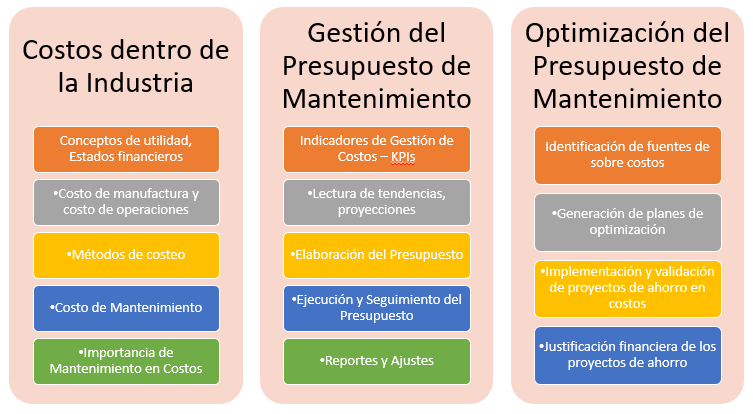 Costos dentro de
la Industria
Conceptos de utilidad,
Estados financieros
•Costo de manufactura y
costo de operaciones
•Métodos de costeo
•Costo de Mantenimiento
•Importancia de
Mantenimiento en Costos
Gestión del
Presupuesto de
Mantenimiento
Indicadores de Gestión de
Costos – KPIs
•Lectura de tendencias,
proyecciones
•Elaboración del Presupuesto
•Ejecución y Seguimiento del
Presupuesto
•Reportes y Ajustes
Optimización del
Presupuesto de
Mantenimiento
Identificación de fuentes de
sobre costos
•Generación de planes de
optimización
•Implementación y validación
de proyectos de ahorro en
costos
•Justificación financiera de los
proyectos de ahorro